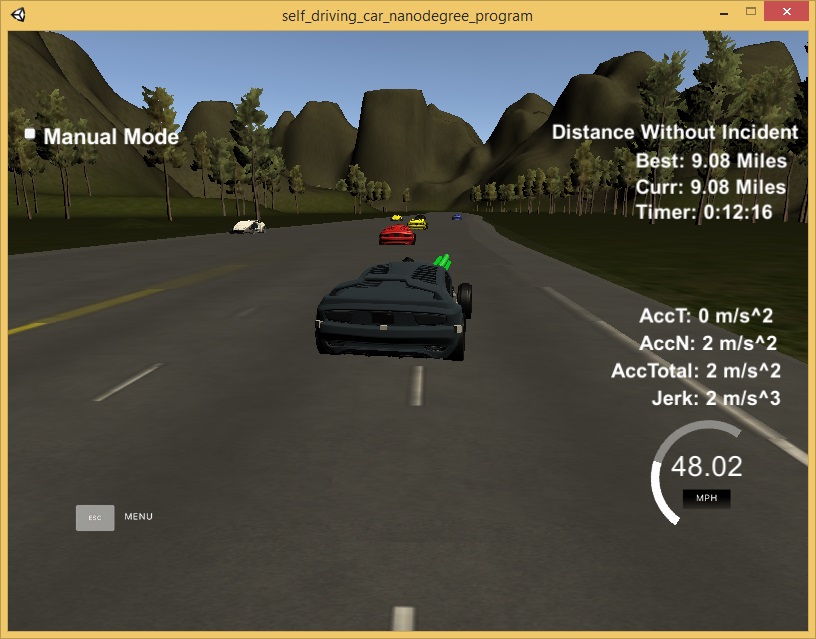 self_driving_car_nanodegree_program
Manual Mode
Distance Without Incident
Best: 9.08 Miles
Curr: 9.08 Miles
Timer: 0:12:16
AccT: 0 m/s^2
AccN: 2 m/s^2
AccTotal: 2 m/s^2
Jerk: 2 m/s^3
48.02
MPH
ESC MENU